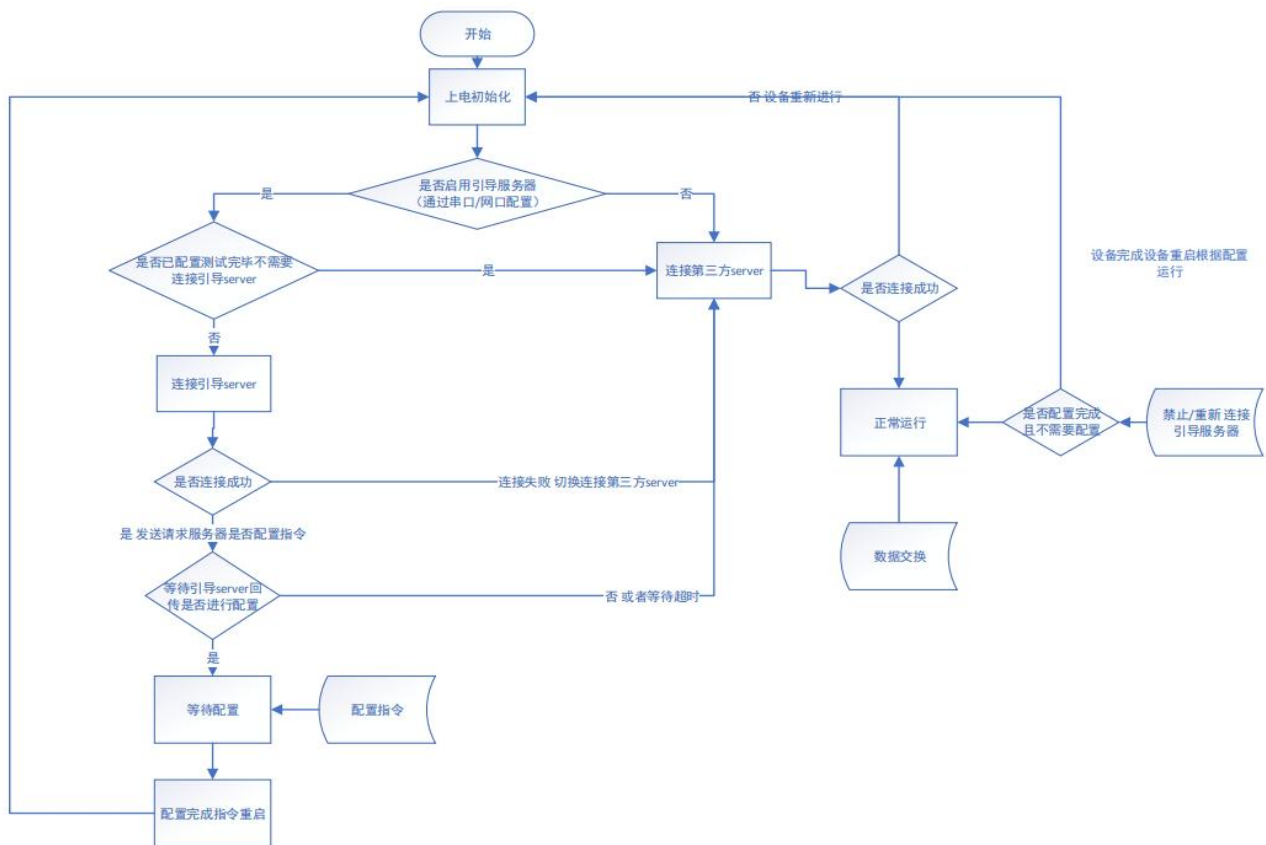 开始
上电初始化
否 设备重新进行
是否启用引导服务器
（通过串口/网口配置）
是
否
是否已配置测试完毕不需要
连接引导server
是
连接第三方server
是否连接成功
设备完成设备重启根据配置
运行
否
连接引导server
正常运行
是否配置完成
且不需要配置
禁止/重新 连接
引导服务器
是否连接成功
连接失败 切换连接第三方server
是 发送请求服务器是否配置指令
数据交换
等待引导server回
传是否进行配置
否 或者等待超时
是
等待配置
配置指令
配置完成指令重启